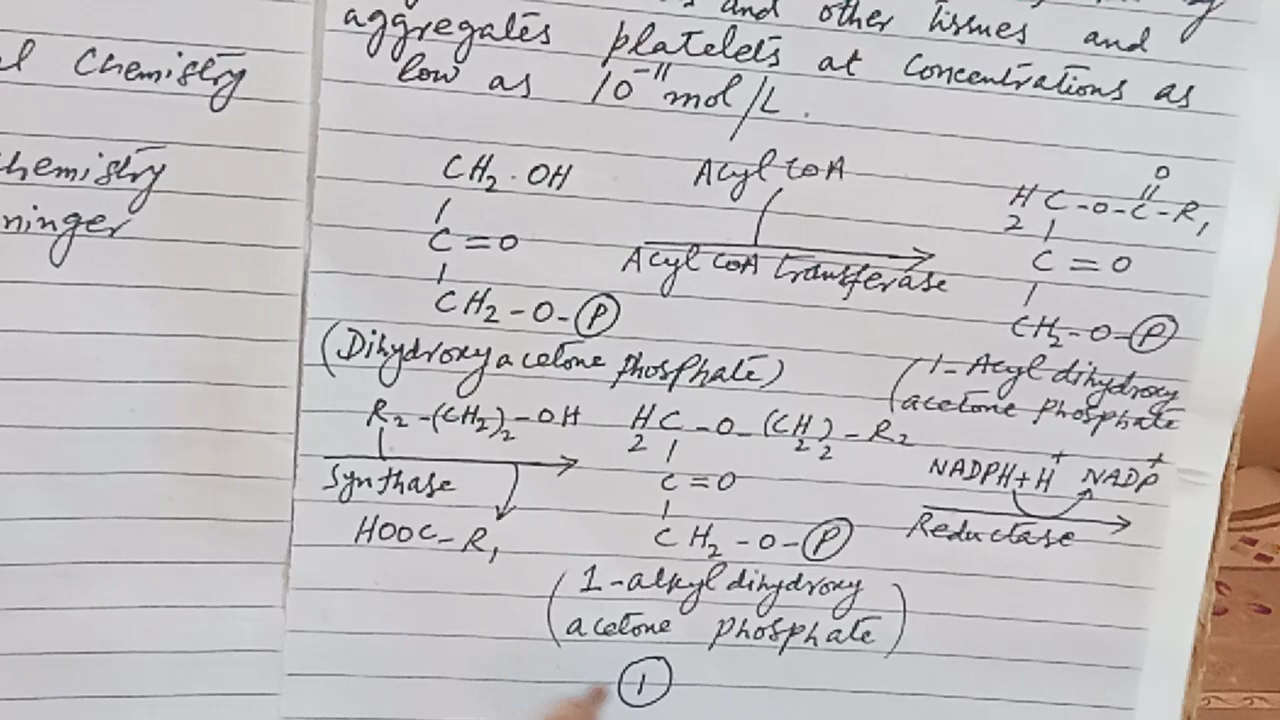 and other tissues and
aggregates platelets at concentrations as
low as 10⁻¹¹ mol/L.
Chemistry
hemistry
ninger
CH₂.OH
Acyl CoA
O
H₂C-O-C-R₁
C=O
Acyl CoA transferase
C=O
CH₂-O-P
CH₂-O-P
(Dihydroxyacetone phosphate)
(1-Acyl dihydroxy
acetone phosphate
R₂-(CH₂)₂-OH
H₂C-O-(CH₂)₂-R₂
NADPH+H⁺ NADP⁺
Synthase
C=O
Reductase
HOOC-R₁
CH₂-O-P
(1-alkyl dihydroxy
acetone phosphate)
1